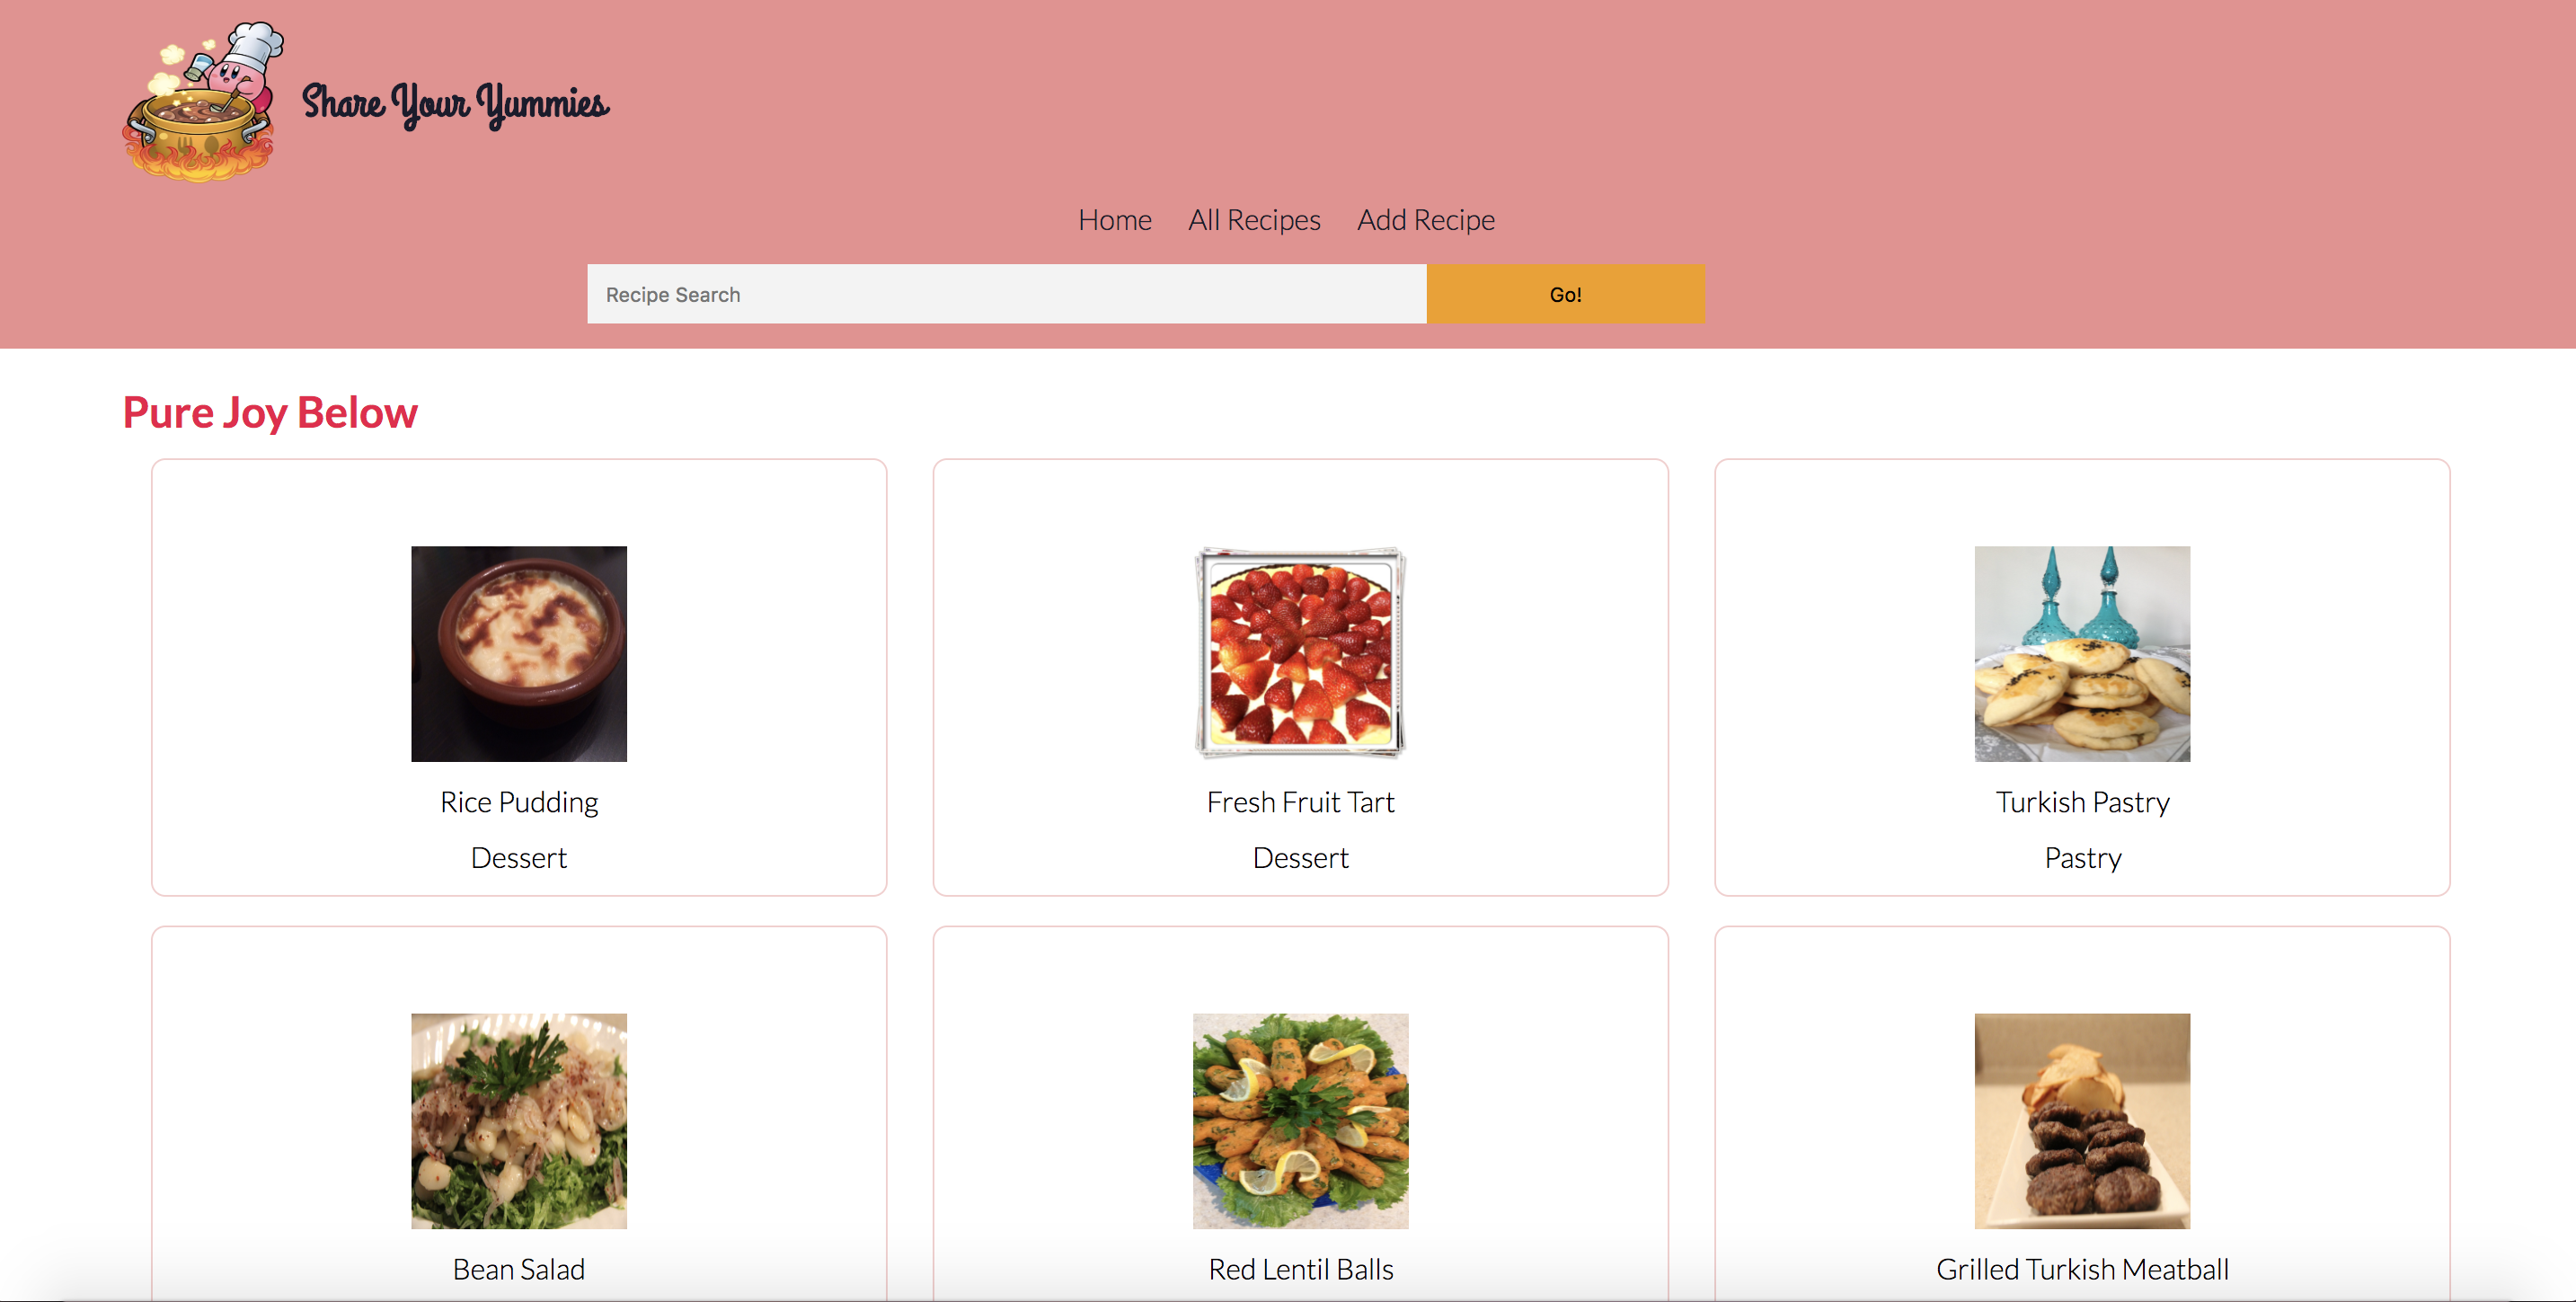 Share Your Yummies
Home All Recipes Add Recipe
Recipe Search Go!
Pure Joy Below
Rice Pudding
Dessert
Fresh Fruit Tart
Dessert
Turkish Pastry
Pastry
Bean Salad
Red Lentil Balls
Grilled Turkish Meatball